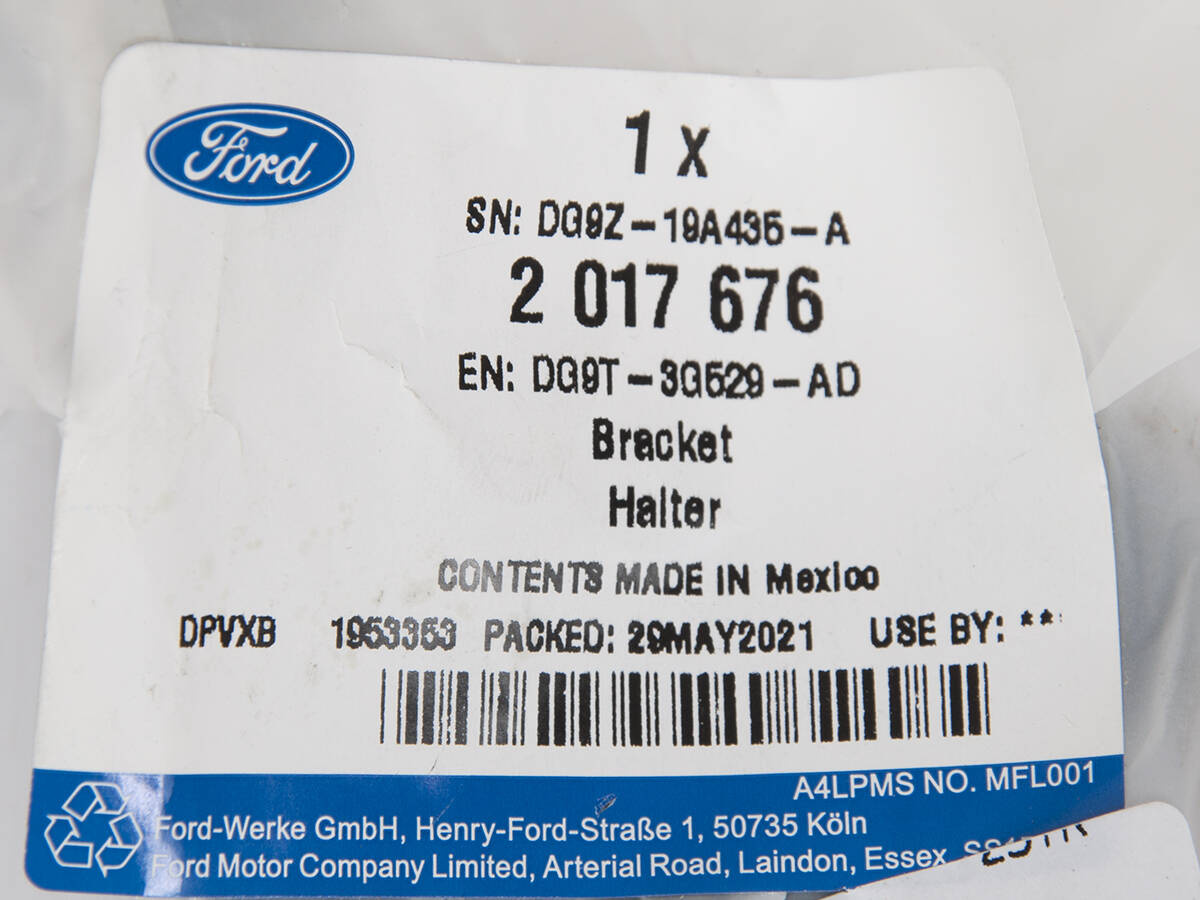 Ford
1 x
SN: DG9Z-19A435-A
2 017 676
EN: DG9T-3G529-AD
Bracket
Halter
CONTENTS MADE IN Mexico
DPVXB 1953353 PACKED: 29MAY2021 USE BY: **
A4LPMS NO. MFL001
Ford-Werke GmbH, Henry-Ford-Straße 1, 50735 Köln
Ford Motor Company Limited, Arterial Road, Laindon, Essex